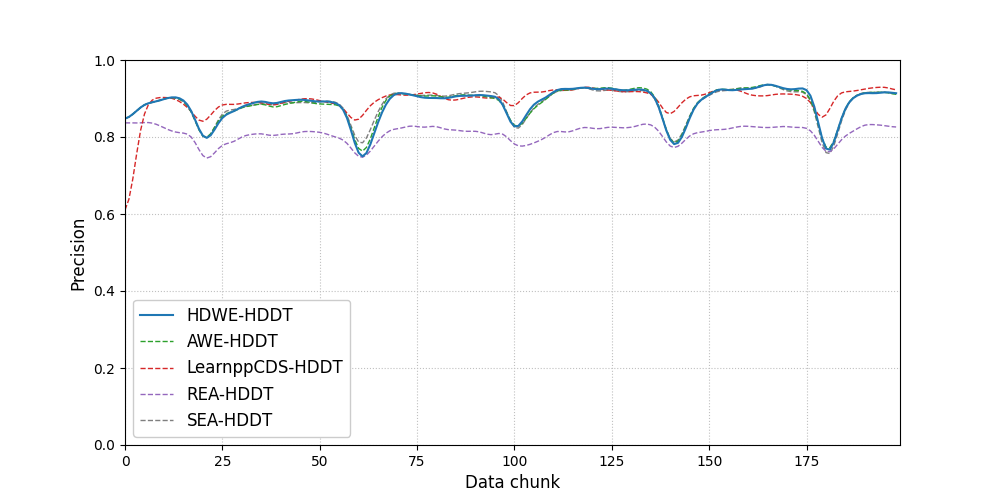 1.0
0.8
0.6
0.4
0.2
0.0
Precision
HDWE-HDDT
AWE-HDDT
LearnppCDS-HDDT
REA-HDDT
SEA-HDDT
0 25 50 75 100 125 150 175
Data chunk